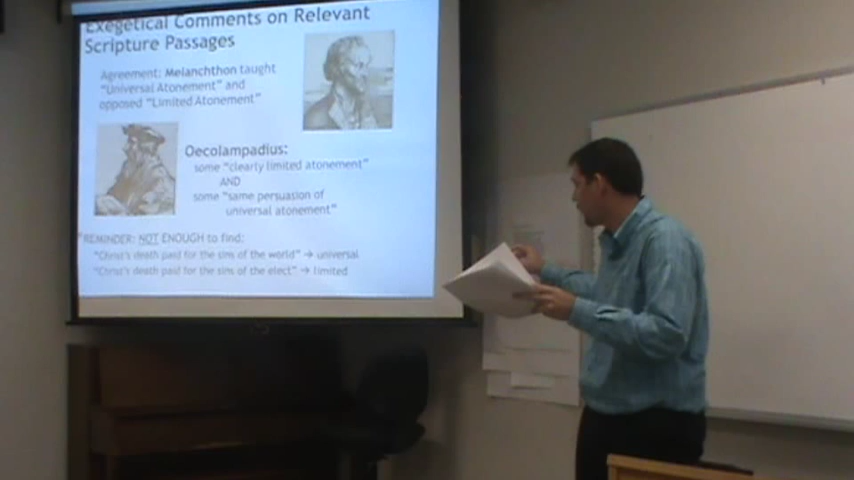 Exegetical Comments on Relevant
Scripture Passages
Agreement: Melanchthon taught
"Universal Atonement" and
opposed "Limited Atonement"
Oecolampadius:
some "clearly limited atonement"
AND
some "same persuasion of
universal atonement"
*REMINDER: NOT ENOUGH to find:
"Christ's death paid for the sins of the world" → universal
"Christ's death paid for the sins of the elect" → limited